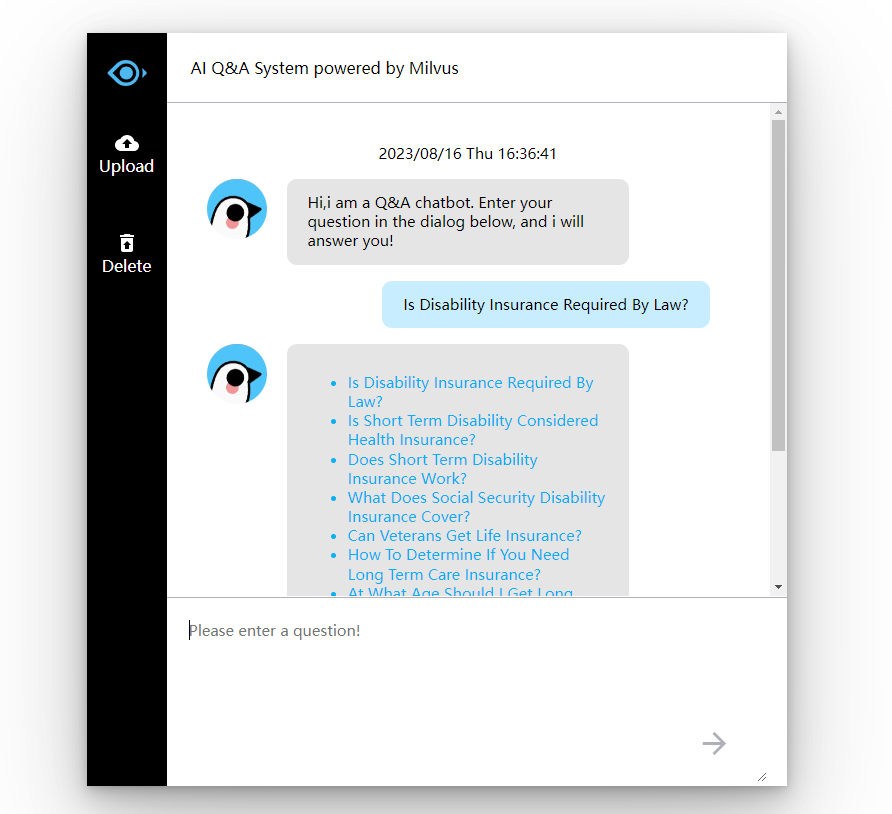 AI Q&A System powered by Milvus
Upload
Delete
2023/08/16 Thu 16:36:41
Hi,i am a Q&A chatbot. Enter your
question in the dialog below, and i will
answer you!
Is Disability Insurance Required By Law?
Is Disability Insurance Required By
Law?
Is Short Term Disability Considered
Health Insurance?
Does Short Term Disability
Insurance Work?
What Does Social Security Disability
Insurance Cover?
Can Veterans Get Life Insurance?
How To Determine If You Need
Long Term Care Insurance?
At What Age Should I Get Long
Please enter a question!